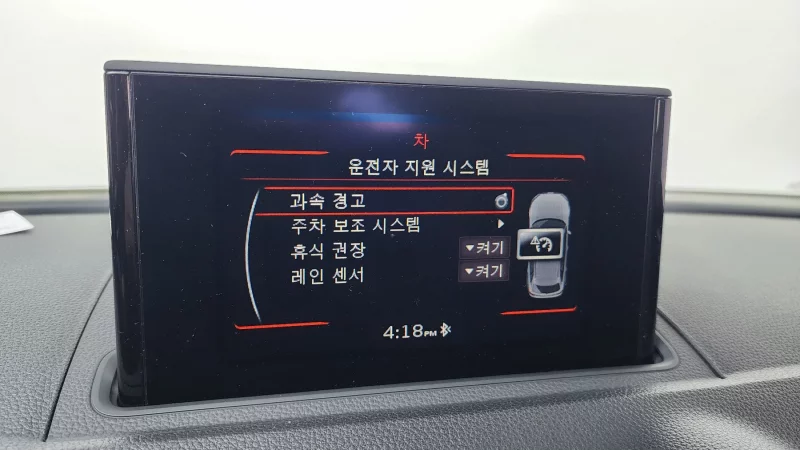 차
운전자 지원 시스템
과속 경고
주차 보조 시스템 ▶
휴식 권장 ▼켜기
레인 센서 ▼켜기
4:18PM